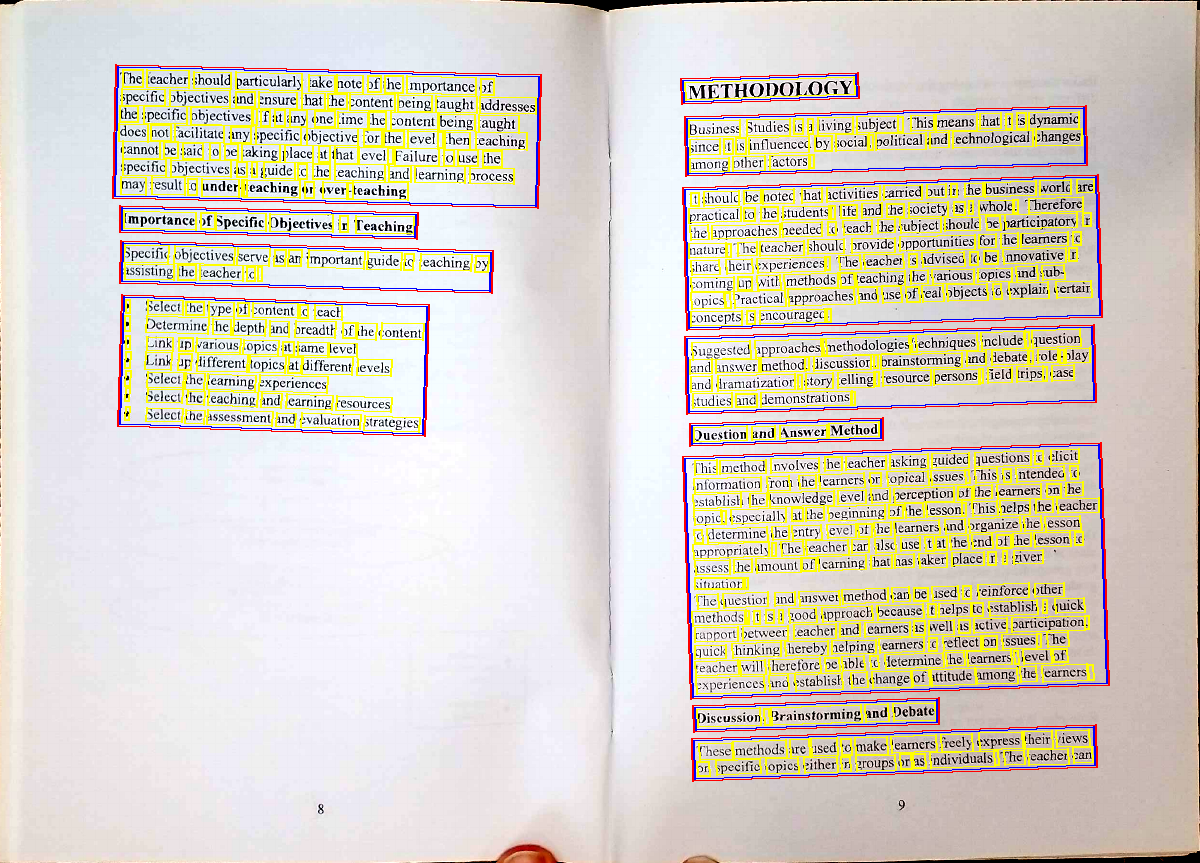 The teacher should particularly take note of the importance of
specific objectives and ensure that the content being taught addresses
the specific objectives. If at any one time the content being taught
does not facilitate any specific objective for the level then teaching
cannot be said to be taking place at that level. Failure to use the
specific objectives as a guide to the teaching and learning process
may result to under-teaching or over-teaching
Importance of Specific Objectives in Teaching
Specific objectives serve as an important guide to teaching by
assisting the teacher to:
• Select the type of content to teach
• Determine the depth and breadth of the content
• Link up various topics at same level
• Link up different topics at different levels
• Select the learning experiences
• Select the teaching and learning resources
• Select the assessment and evaluation strategies
8
METHODOLOGY
Business Studies is a living subject. This means that it is dynamic
since it is influenced by social, political and technological changes
among other factors.
It should be noted that activities carried out in the business world are
practical to the students' life and the society as a whole. Therefore
the approaches needed to teach the subject should be participatory in
nature. The teacher should provide opportunities for the learners to
share their experiences. The teacher is advised to be innovative in
coming up with methods of teaching the various topics and sub-
topics. Practical approaches and use of real objects to explain certain
concepts is encouraged.
Suggested approaches/methodologies/techniques include question
and answer method, discussion, brainstorming and debate, role-play
and dramatization, story telling, resource persons, field trips, case
studies and demonstrations.
Question and Answer Method
This method involves the teacher asking guided questions to elicit
information from the learners on topical issues. This is intended to
establish the knowledge level and perception of the learners on the
topic, especially at the beginning of the lesson. This helps the teacher
to determine the entry level of the learners and organize the lesson
appropriately. The teacher can also use it at the end of the lesson to
assess the amount of learning that has taken place in a given
situation.
The question and answer method can be used to reinforce other
methods. It is a good approach because it helps to establish a quick
rapport between teacher and learners as well as active participation,
quick thinking thereby helping learners to reflect on issues. The
teacher will therefore be able to determine the learners' level of
experiences and establish the change of attitude among the learners.
Discussion, Brainstorming and Debate
These methods are used to make learners freely express their views
on specific topics either in groups or as individuals. The teacher can
9